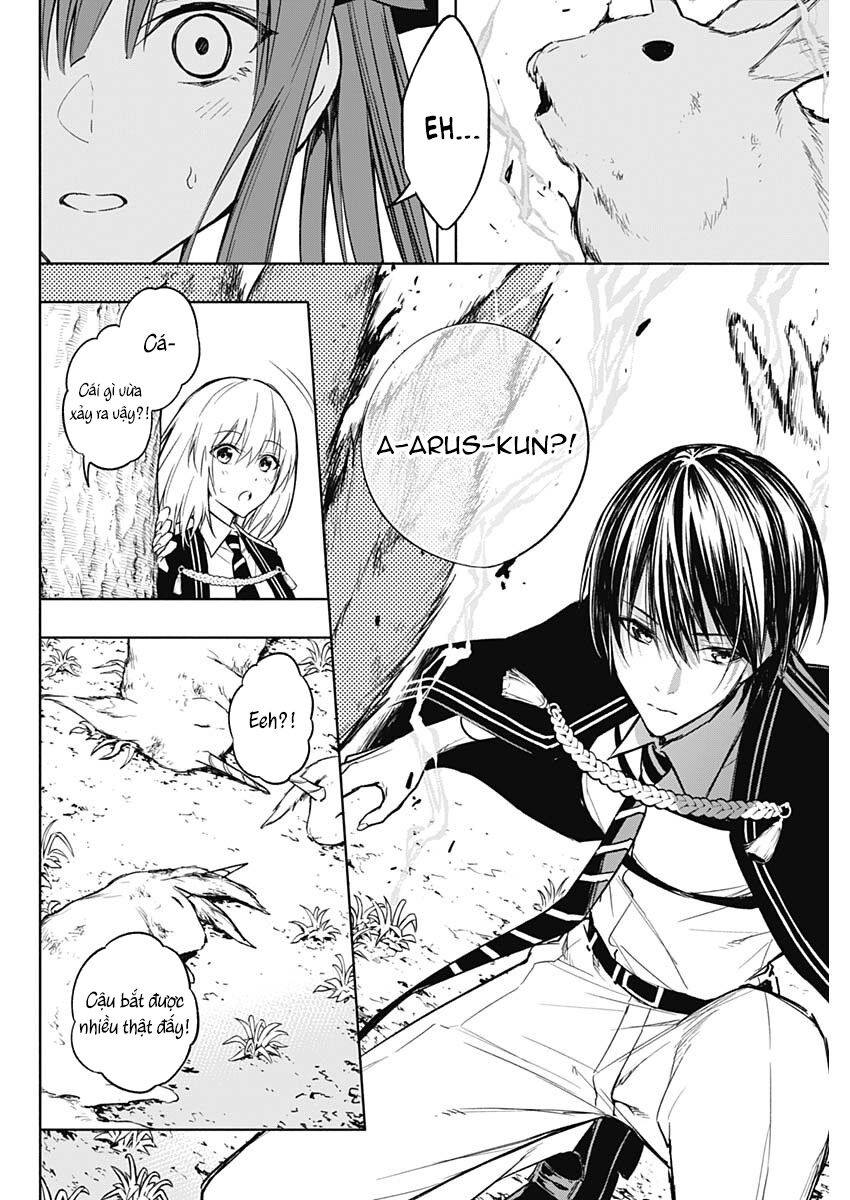 EH...
A-ARUS-KUN?!
Cá-
Cái gì vừa
xảy ra vậy?!
Eeh?!
Cậu bắt được
nhiều thật đấy!